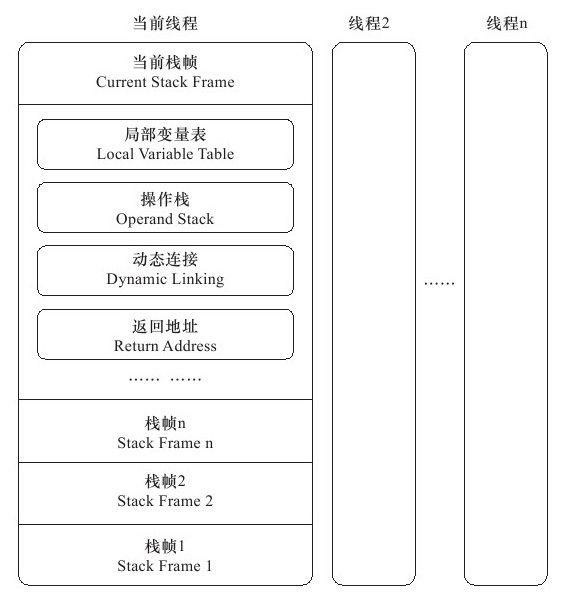 当前线程
线程2
线程n
当前栈帧
Current Stack Frame
局部变量表
Local Variable Table
操作栈
Operand Stack
动态连接
Dynamic Linking
返回地址
Return Address
…… ……
……
栈帧n
Stack Frame n
栈帧2
Stack Frame 2
栈帧1
Stack Frame 1